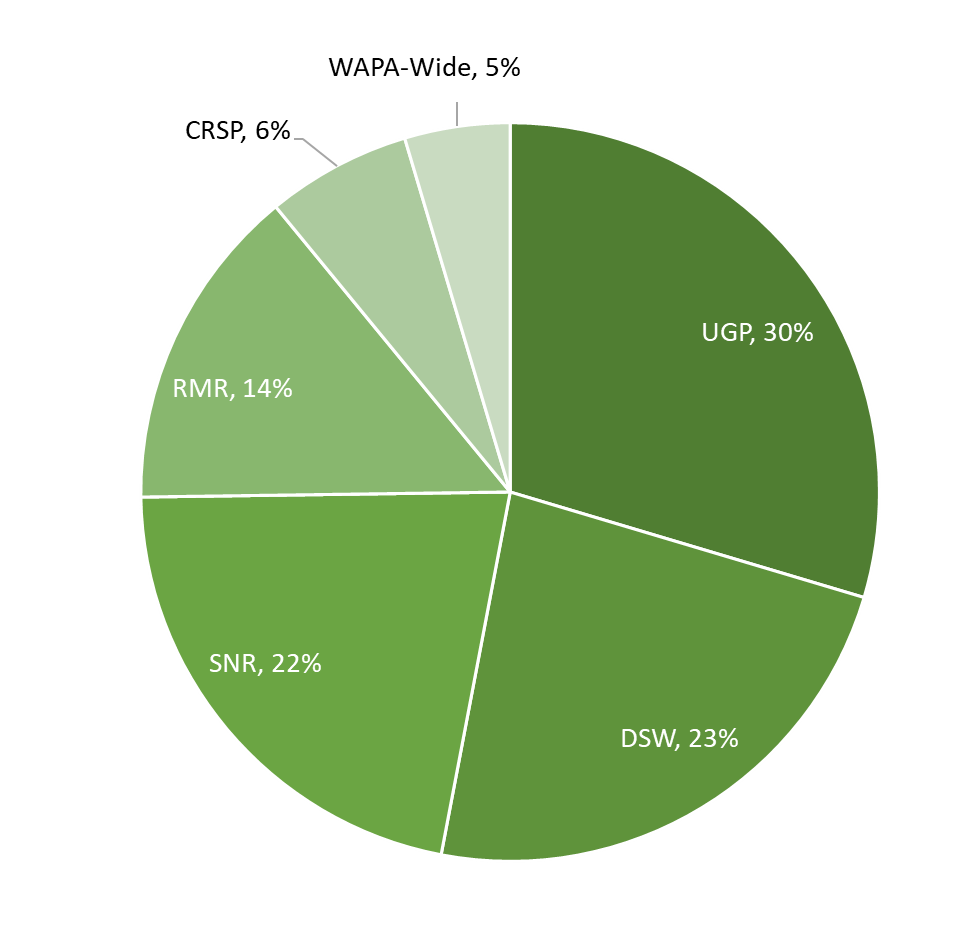 WAPA-Wide, 5%
CRSP, 6%
UGP, 30%
RMR, 14%
SNR, 22%
DSW, 23%